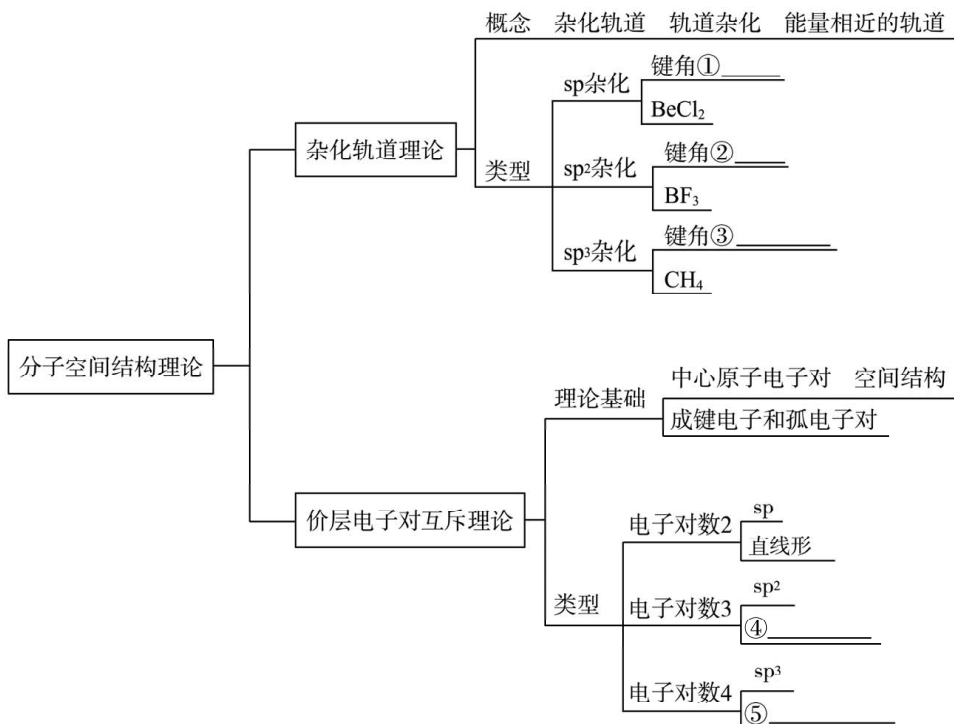 概念 杂化轨道 轨道杂化 能量相近的轨道
键角①
sp杂化
BeCl₂
杂化轨道理论
类型
键角②
sp²杂化
BF₃
键角③
sp³杂化
CH₄
分子空间结构理论
中心原子电子对 空间结构
理论基础
成键电子和孤电子对
价层电子对互斥理论
sp
电子对数2
直线形
类型
sp²
电子对数3
④
sp³
电子对数4
⑤